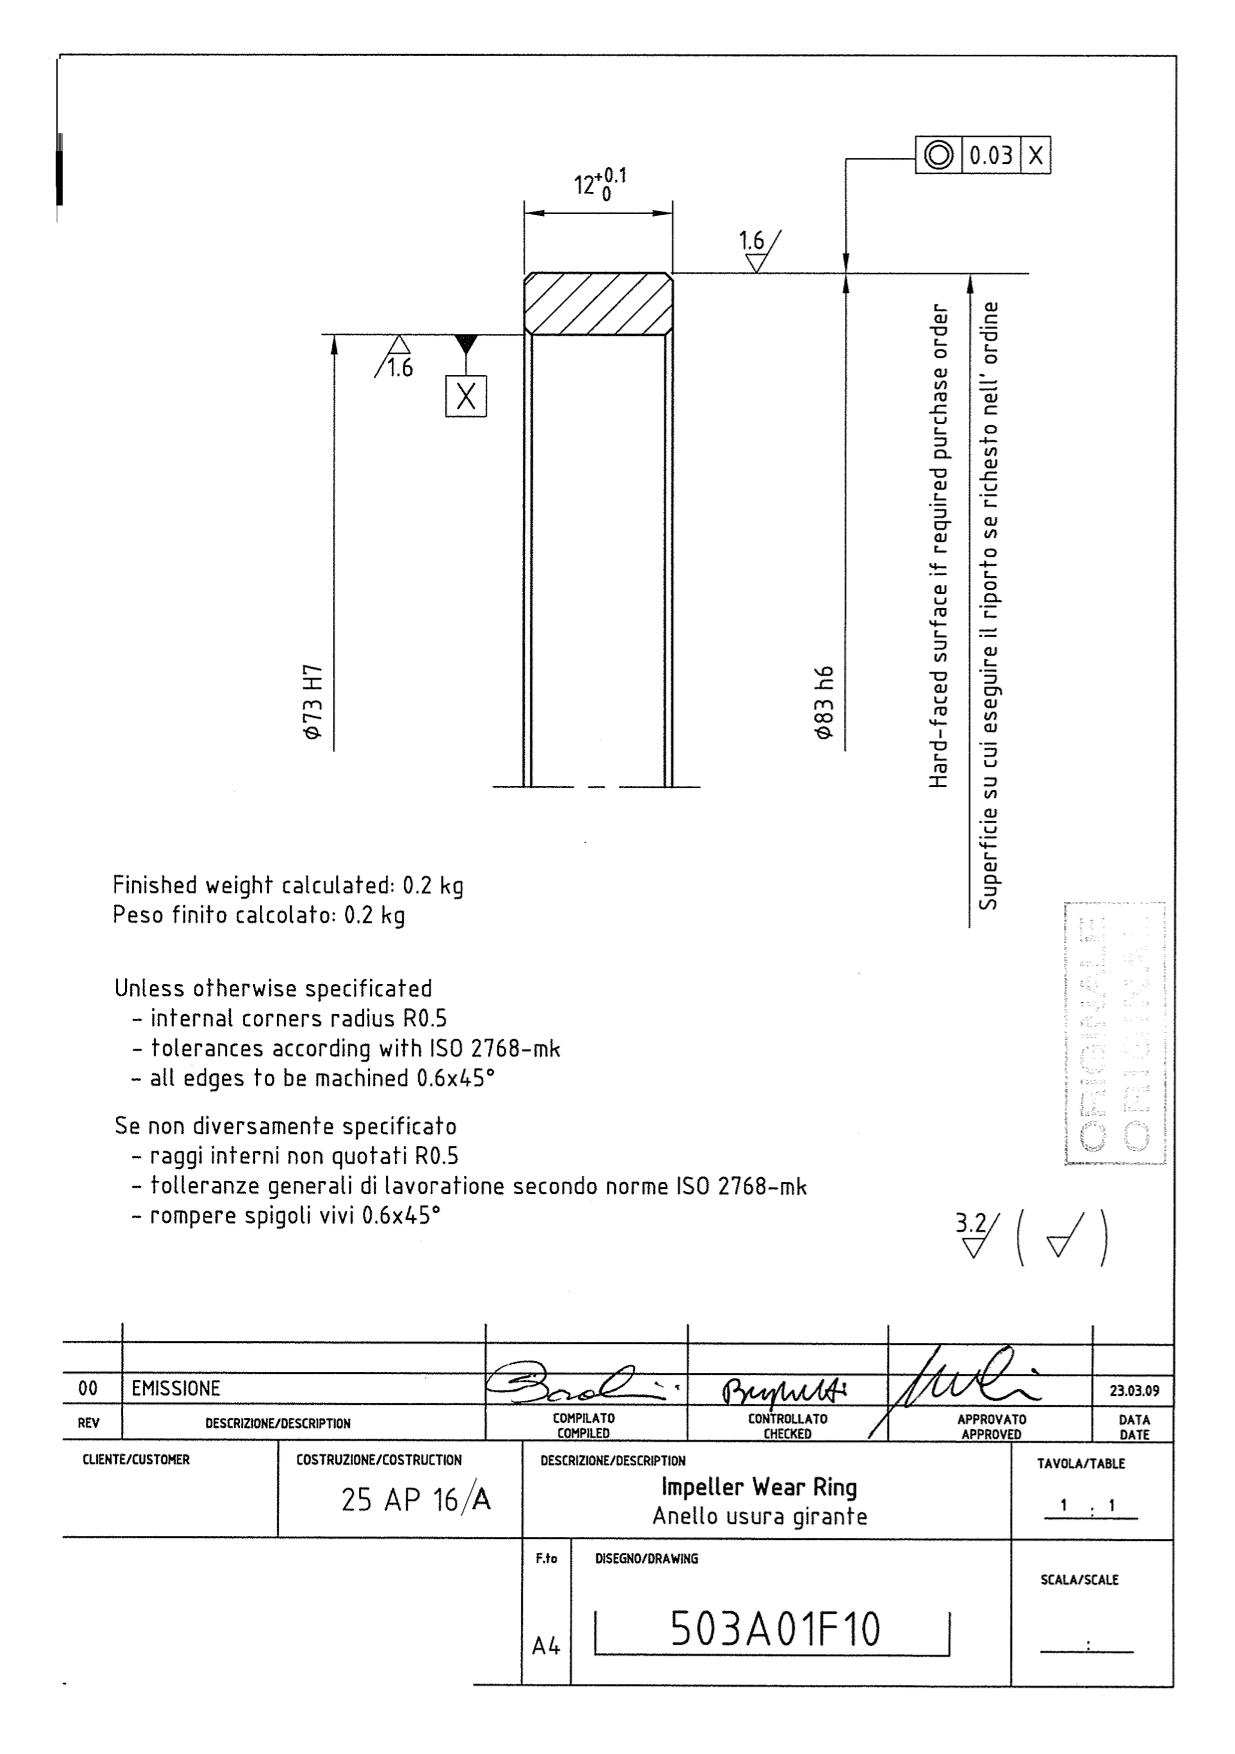 ◎ 0.03 X
12 +0.1 0
1.6
1.6
X
Ø73 H7
Ø83 h6
Hard-faced surface if required purchase order
Superficie su cui eseguire il riporto se richesto nell' ordine
Finished weight calculated: 0.2 kg
Peso finito calcolato: 0.2 kg
ORIGINALE
ORIGINAL
Unless otherwise specificated
- internal corners radius R0.5
- tolerances according with ISO 2768-mk
- all edges to be machined 0.6x45°
Se non diversamente specificato
- raggi interni non quotati R0.5
- tolleranze generali di lavoratione secondo norme ISO 2768-mk
- rompere spigoli vivi 0.6x45°
3.2 ( )
00 EMISSIONE 23.03.09
REV DESCRIZIONE/DESCRIPTION COMPILATO COMPILED CONTROLLATO CHECKED APPROVATO APPROVED DATA DATE
CLIENTE/CUSTOMER
COSTRUZIONE/COSTRUCTION
25 AP 16/A
DESCRIZIONE/DESCRIPTION
Impeller Wear Ring
Anello usura girante
TAVOLA/TABLE
1 : 1
F.to
A4
DISEGNO/DRAWING
503A01F10
SCALA/SCALE
: